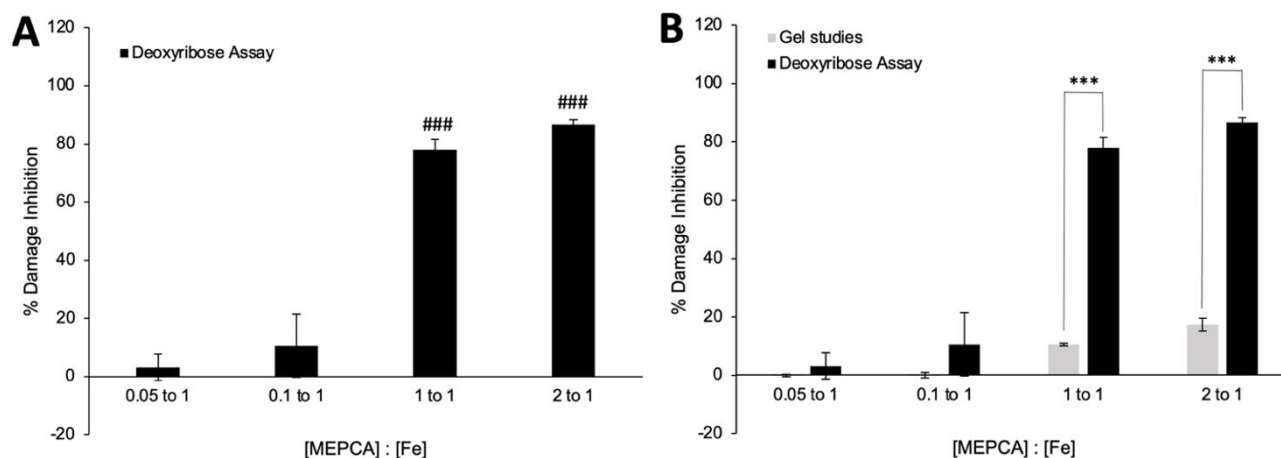 A
120
100
80
60
40
20
0
-20
% Damage Inhibition
Deoxyribose Assay
###
###
0.05 to 1
0.1 to 1
1 to 1
2 to 1
[MEPCA] : [Fe]
B
120
100
80
60
40
20
0
-20
% Damage Inhibition
Gel studies
Deoxyribose Assay
***
***
0.05 to 1
0.1 to 1
1 to 1
2 to 1
[MEPCA] : [Fe]